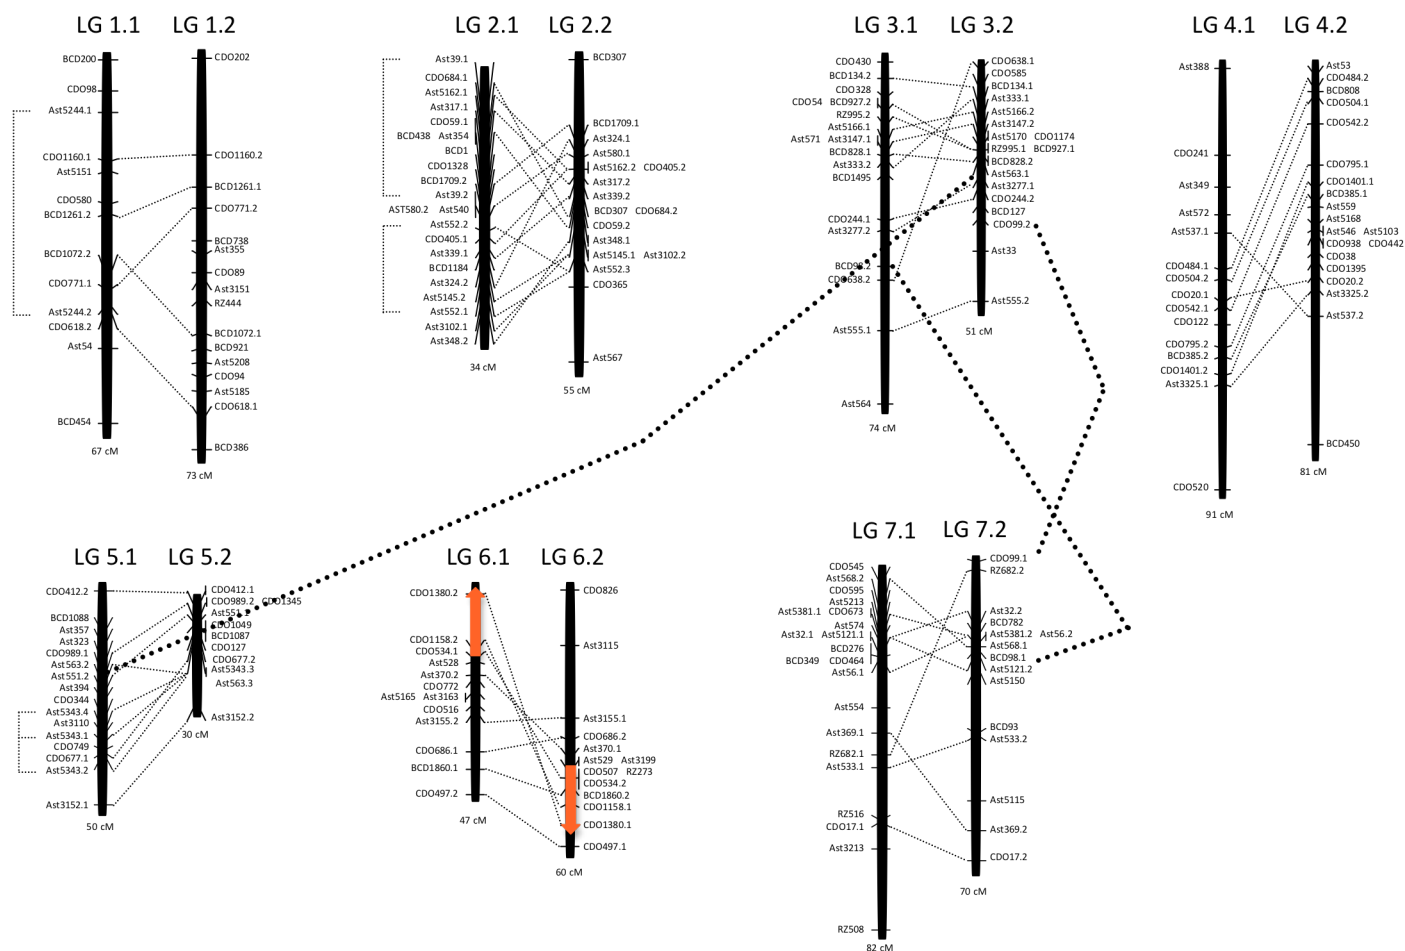 LG 1.1 LG 1.2
BCD200
CDO98
Ast5244.1
CDO1160.1
Ast5151
CDO580
BCD1261.2
BCD1072.2
CDO771.1
Ast5244.2
CDO618.2
Ast54
BCD454
67 cM
CDO202
CDO1160.2
BCD1261.1
CDO771.2
BCD738
Ast355
CDO89
Ast3151
RZ444
BCD1072.1
BCD921
Ast5208
CDO94
Ast5185
CDO618.1
BCD386
73 cM
LG 2.1 LG 2.2
Ast39.1
CDO684.1
Ast5162.1
Ast317.1
CDO59.1
BCD438 Ast354
BCD1
CDO1328
BCD1709.2
Ast39.2
AST580.2 Ast540
Ast552.2
CDO405.1
Ast339.1
BCD1184
Ast324.2
Ast5145.2
Ast552.1
Ast3102.1
Ast348.2
34 cM
BCD307
BCD1709.1
Ast324.1
Ast580.1
Ast5162.2 CDO405.2
Ast317.2
Ast339.2
BCD307 CDO684.2
CDO59.2
Ast348.1
Ast5145.1 Ast3102.2
Ast552.3
CDO365
Ast567
55 cM
LG 3.1 LG 3.2
CDO430
BCD134.2
CDO328
CDO54 BCD927.2
RZ995.2
Ast5166.1
Ast571 Ast3147.1
BCD828.1
Ast333.2
BCD1495
CDO244.1
Ast3277.2
BCD98.2
CDO638.2
Ast555.1
Ast564
74 cM
CDO638.1
CDO585
BCD134.1
Ast333.1
Ast5166.2
Ast3147.2
Ast5170 CDO1174
RZ995.1 BCD927.1
BCD828.2
Ast563.1
Ast3277.1
CDO244.2
BCD127
CDO99.2
Ast33
Ast555.2
51 cM
LG 4.1 LG 4.2
Ast388
CDO241
Ast349
Ast572
Ast537.1
CDO484.1
CDO504.2
CDO20.1
CDO542.1
CDO122
CDO795.2
BCD385.2
CDO1401.2
Ast3325.1
CDO520
91 cM
Ast53
CDO484.2
BCD808
CDO504.1
CDO542.2
CDO795.1
CDO1401.1
BCD385.1
Ast559
Ast5168
Ast546 Ast5103
CDO938 CDO442
CDO38
CDO1395
CDO20.2
Ast3325.2
Ast537.2
BCD450
81 cM
LG 5.1 LG 5.2
CDO412.2
BCD1088
Ast357
Ast323
CDO989.1
Ast563.2
Ast551.2
Ast394
CDO344
Ast5343.4
Ast3110
Ast5343.1
CDO749
CDO677.1
Ast5343.2
Ast3152.1
50 cM
CDO412.1
CDO989.2 CDO1345
Ast551.1
CDO1049
BCD1087
CDO127
CDO677.2
Ast5343.3
Ast563.3
Ast3152.2
30 cM
LG 6.1 LG 6.2
CDO1380.2
CDO1158.2
CDO534.1
Ast528
Ast370.2
CDO772
Ast5165 Ast3163
CDO516
Ast3155.2
CDO686.1
BCD1860.1
CDO497.2
47 cM
CDO826
Ast3115
Ast3155.1
CDO686.2
Ast370.1
Ast529 Ast3199
CDO507 RZ273
CDO534.2
BCD1860.2
CDO1158.1
CDO1380.1
CDO497.1
60 cM
LG 7.1 LG 7.2
CDO545
Ast568.2
CDO595
Ast5213
Ast5381.1 CDO673
Ast574
Ast32.1 Ast5121.1
BCD276
BCD349 CDO464
Ast56.1
Ast554
Ast369.1
RZ682.1
Ast533.1
RZ516
CDO17.1
Ast3213
RZ508
82 cM
CDO99.1
RZ682.2
Ast32.2
BCD782
Ast5381.2 Ast56.2
Ast568.1
BCD98.1
Ast5121.2
Ast5150
BCD93
Ast533.2
Ast5115
Ast369.2
CDO17.2
70 cM